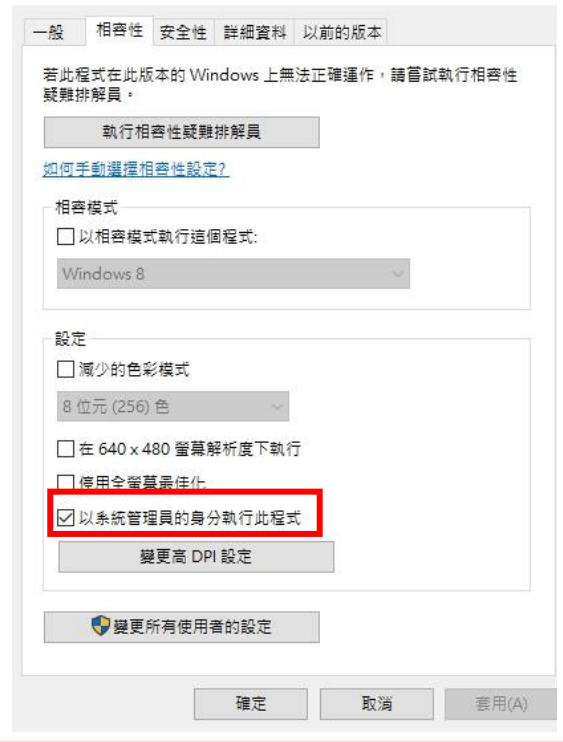 一般 相容性 安全性 詳細資料 以前的版本
若此程式在此版本的 Windows 上無法正確運作，請嘗試執行相容性
疑難排解員。
執行相容性疑難排解員
如何手動選擇相容性設定?
相容模式
以相容模式執行這個程式:
Windows 8
設定
減少的色彩模式
8 位元 (256) 色
在 640 x 480 螢幕解析度下執行
停用全螢幕最佳化
以系統管理員的身分執行此程式
變更高 DPI 設定
變更所有使用者的設定
確定 取消 套用(A)